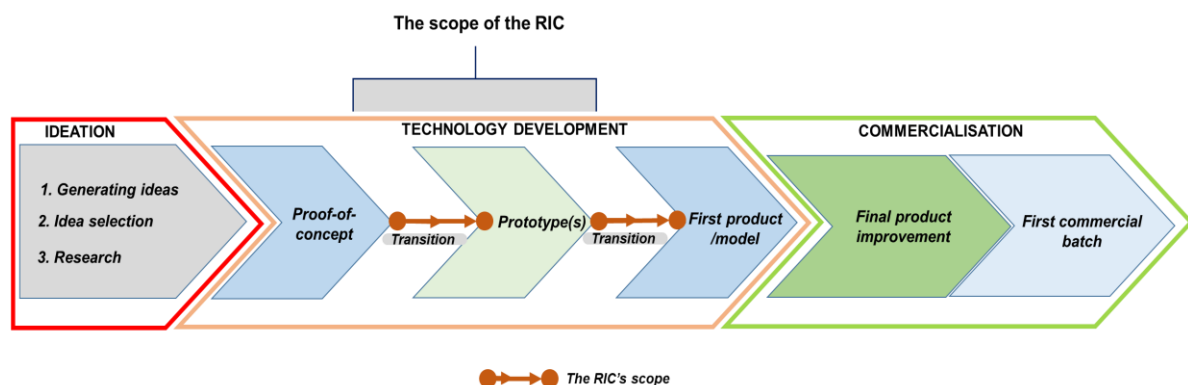 The scope of the RIC
IDEATION
TECHNOLOGY DEVELOPMENT
COMMERCIALISATION
1. Generating ideas
2. Idea selection
3. Research
Proof-of-
concept
Transition
Prototype(s)
Transition
First product
/model
Final product
improvement
First commercial
batch
The RIC's scope